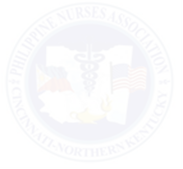 PHILIPPINE NURSES ASSOCIATION
CINCINNATI-NORTHERN KENTUCKY